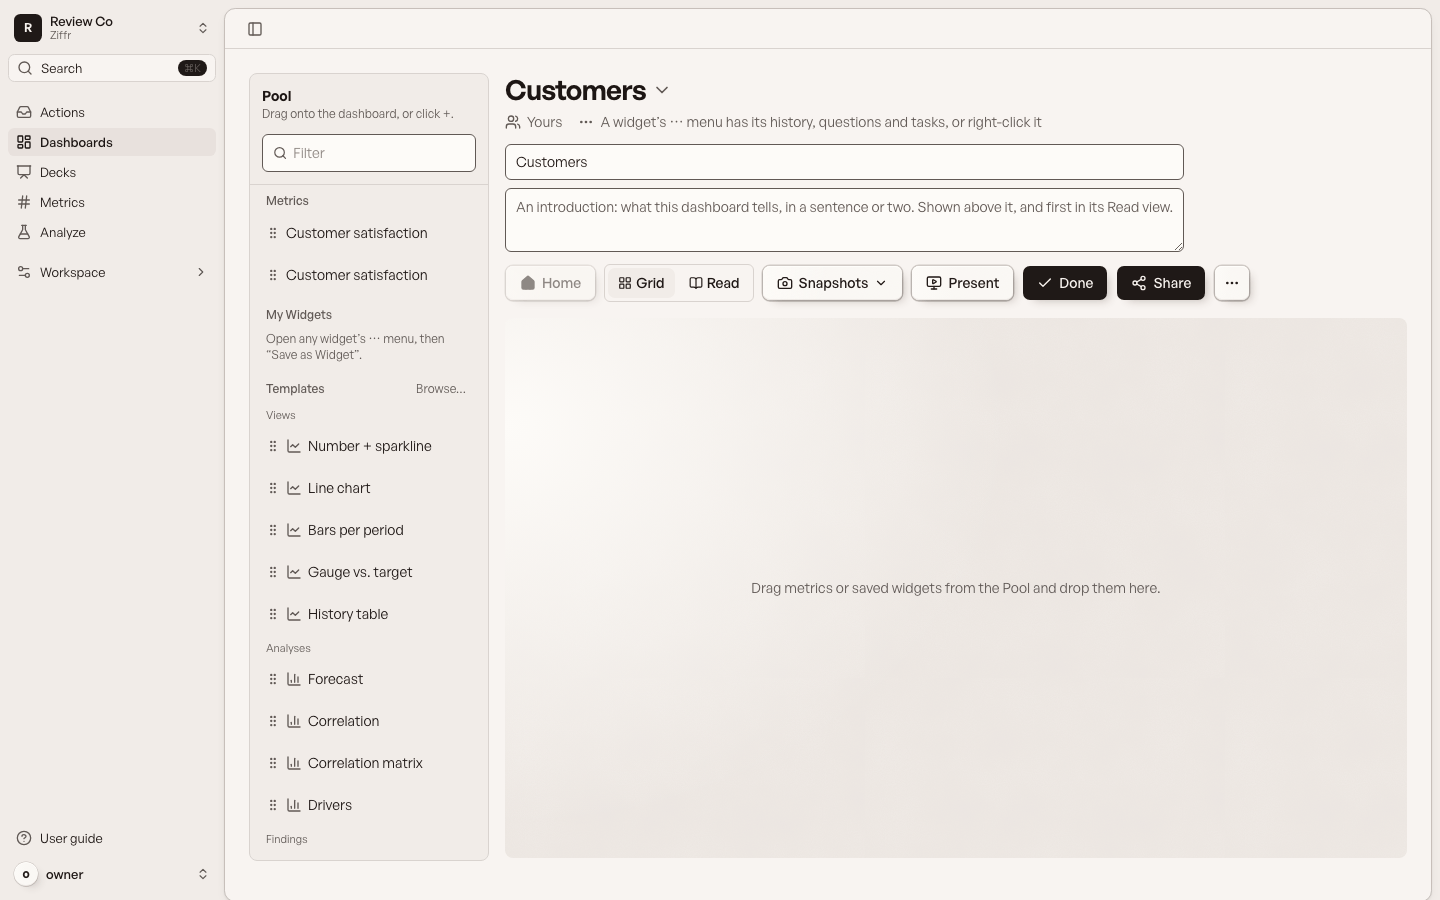 R
Review Co
Ziffr
Search
⌘K
Actions
Dashboards
Decks
Metrics
Analyze
Workspace
User guide
o
owner
Pool
Drag onto the dashboard, or click +.
Filter
Metrics
Customer satisfaction
Customer satisfaction
My Widgets
Open any widget’s ··· menu, then
“Save as Widget”.
Templates
Browse…
Views
Number + sparkline
Line chart
Bars per period
Gauge vs. target
History table
Analyses
Forecast
Correlation
Correlation matrix
Drivers
Findings
Customers
Yours
A widget’s ··· menu has its history, questions and tasks, or right-click it
Customers
An introduction: what this dashboard tells, in a sentence or two. Shown above it, and first in its Read view.
Home
Grid
Read
Snapshots
Present
Done
Share
Drag metrics or saved widgets from the Pool and drop them here.